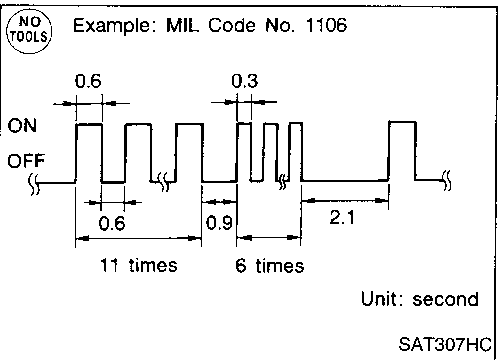 NO
TOOLS
Example: MIL Code No. 1106
0.6
0.3
ON
OFF
0.6
0.9
2.1
11 times
6 times
Unit: second
SAT307HC